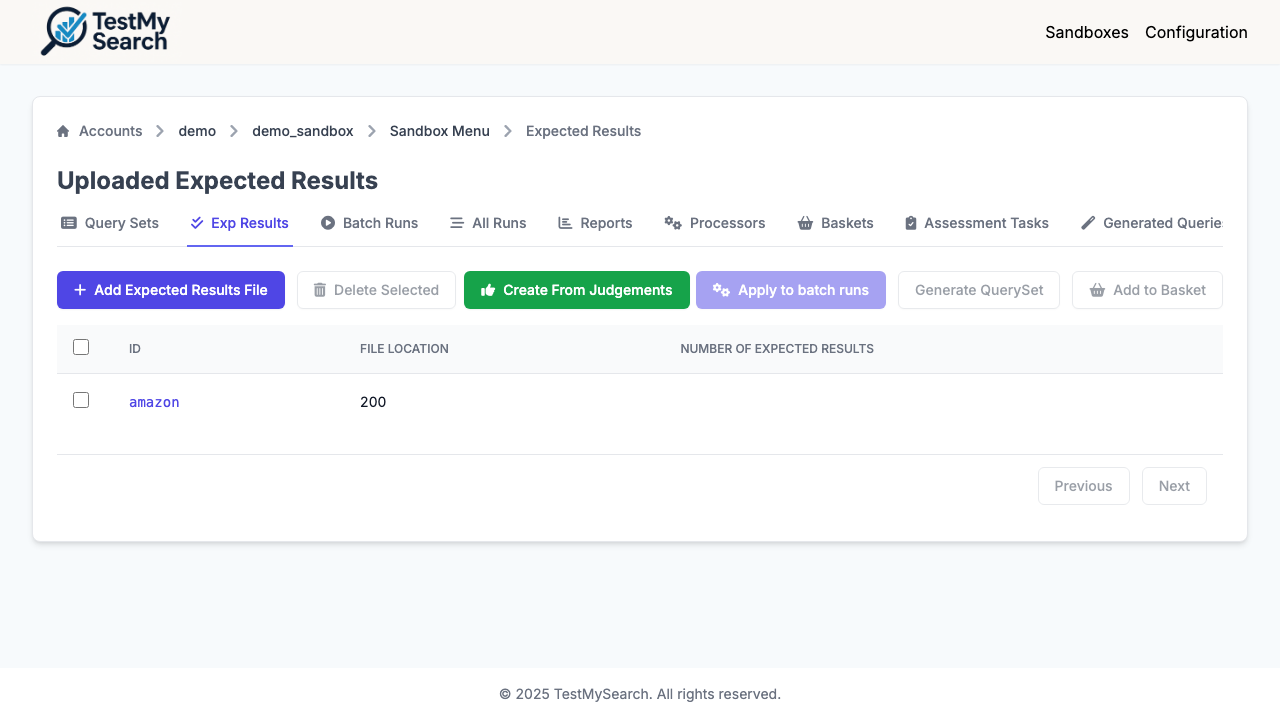 TestMy
Search
Sandboxes Configuration
Accounts demo demo_sandbox Sandbox Menu Expected Results
Uploaded Expected Results
Query Sets Exp Results Batch Runs All Runs Reports Processors Baskets Assessment Tasks Generated Querie
Add Expected Results File Delete Selected Create From Judgements Apply to batch runs Generate QuerySet Add to Basket
ID FILE LOCATION NUMBER OF EXPECTED RESULTS
amazon 200
Previous Next
© 2025 TestMySearch. All rights reserved.